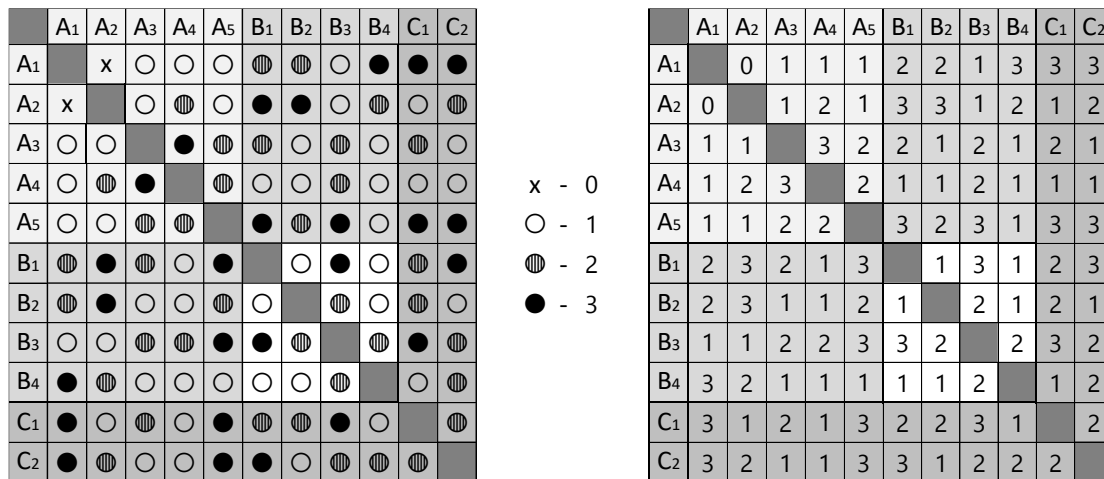 A1 A2 A3 A4 A5 B1 B2 B3 B4 C1 C2
A1 x
A2 x
A3
A4
A5
B1
B2
B3
B4
C1
C2
x - 0
- 1
- 2
- 3
A1 A2 A3 A4 A5 B1 B2 B3 B4 C1 C2
A1 0 1 1 1 2 2 1 3 3 3
A2 0 1 2 1 3 3 1 2 1 2
A3 1 1 3 2 2 1 2 1 2 1
A4 1 2 3 2 1 1 2 1 1 1
A5 1 1 2 2 3 2 3 1 3 3
B1 2 3 2 1 3 1 3 1 2 3
B2 2 3 1 1 2 1 2 1 2 1
B3 1 1 2 2 3 3 2 2 3 2
B4 3 2 1 1 1 1 1 2 1 2
C1 3 1 2 1 3 2 2 3 1 2
C2 3 2 1 1 3 3 1 2 2 2